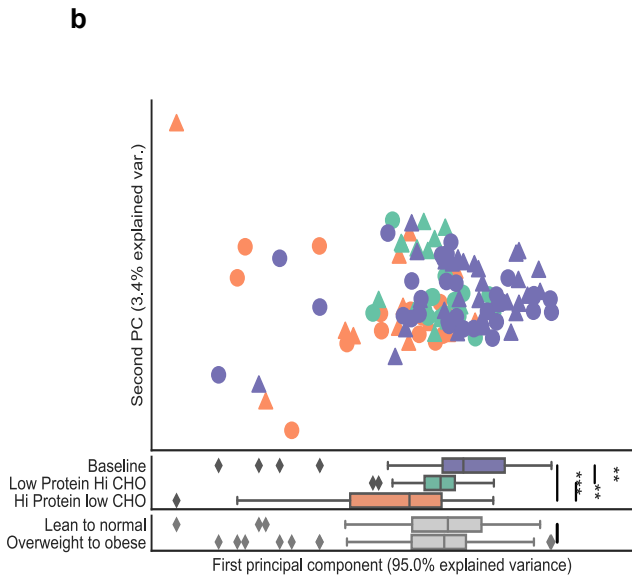 b
Second PC (3.4% explained var.)
Baseline
Low Protein Hi CHO
Hi Protein low CHO
**
***
**
Lean to normal
Overweight to obese
First principal component (95.0% explained variance)